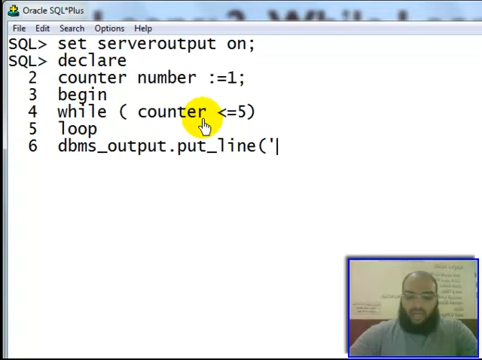 Oracle SQL*Plus
File Edit Search Options Help
SQL> set serveroutput on;
SQL> declare
2 counter number :=1;
3 begin
4 while ( counter <=5)
5 loop
6 dbms_output.put_line('